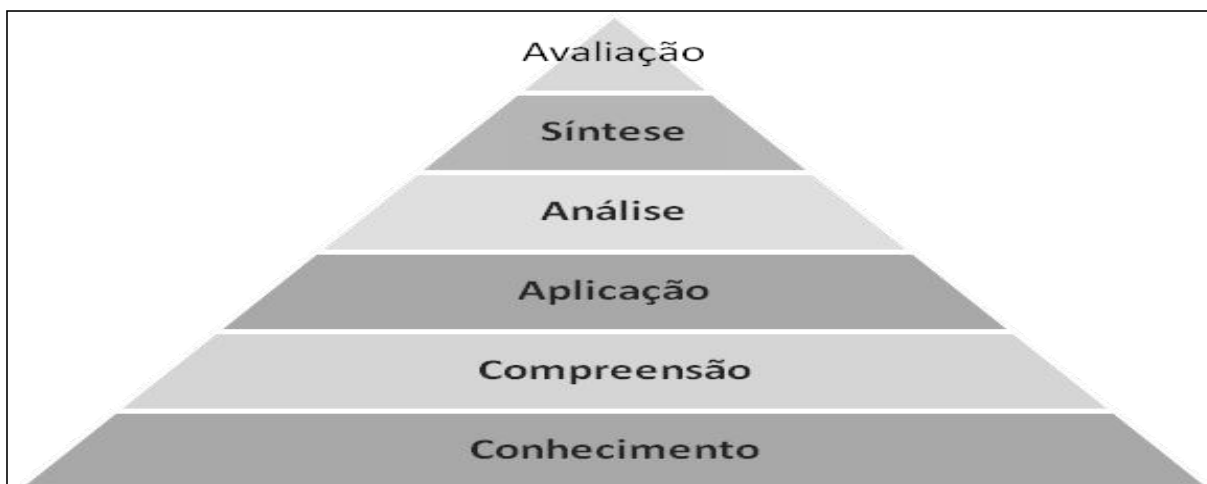 Avaliação
Síntese
Análise
Aplicação
Compreensão
Conhecimento